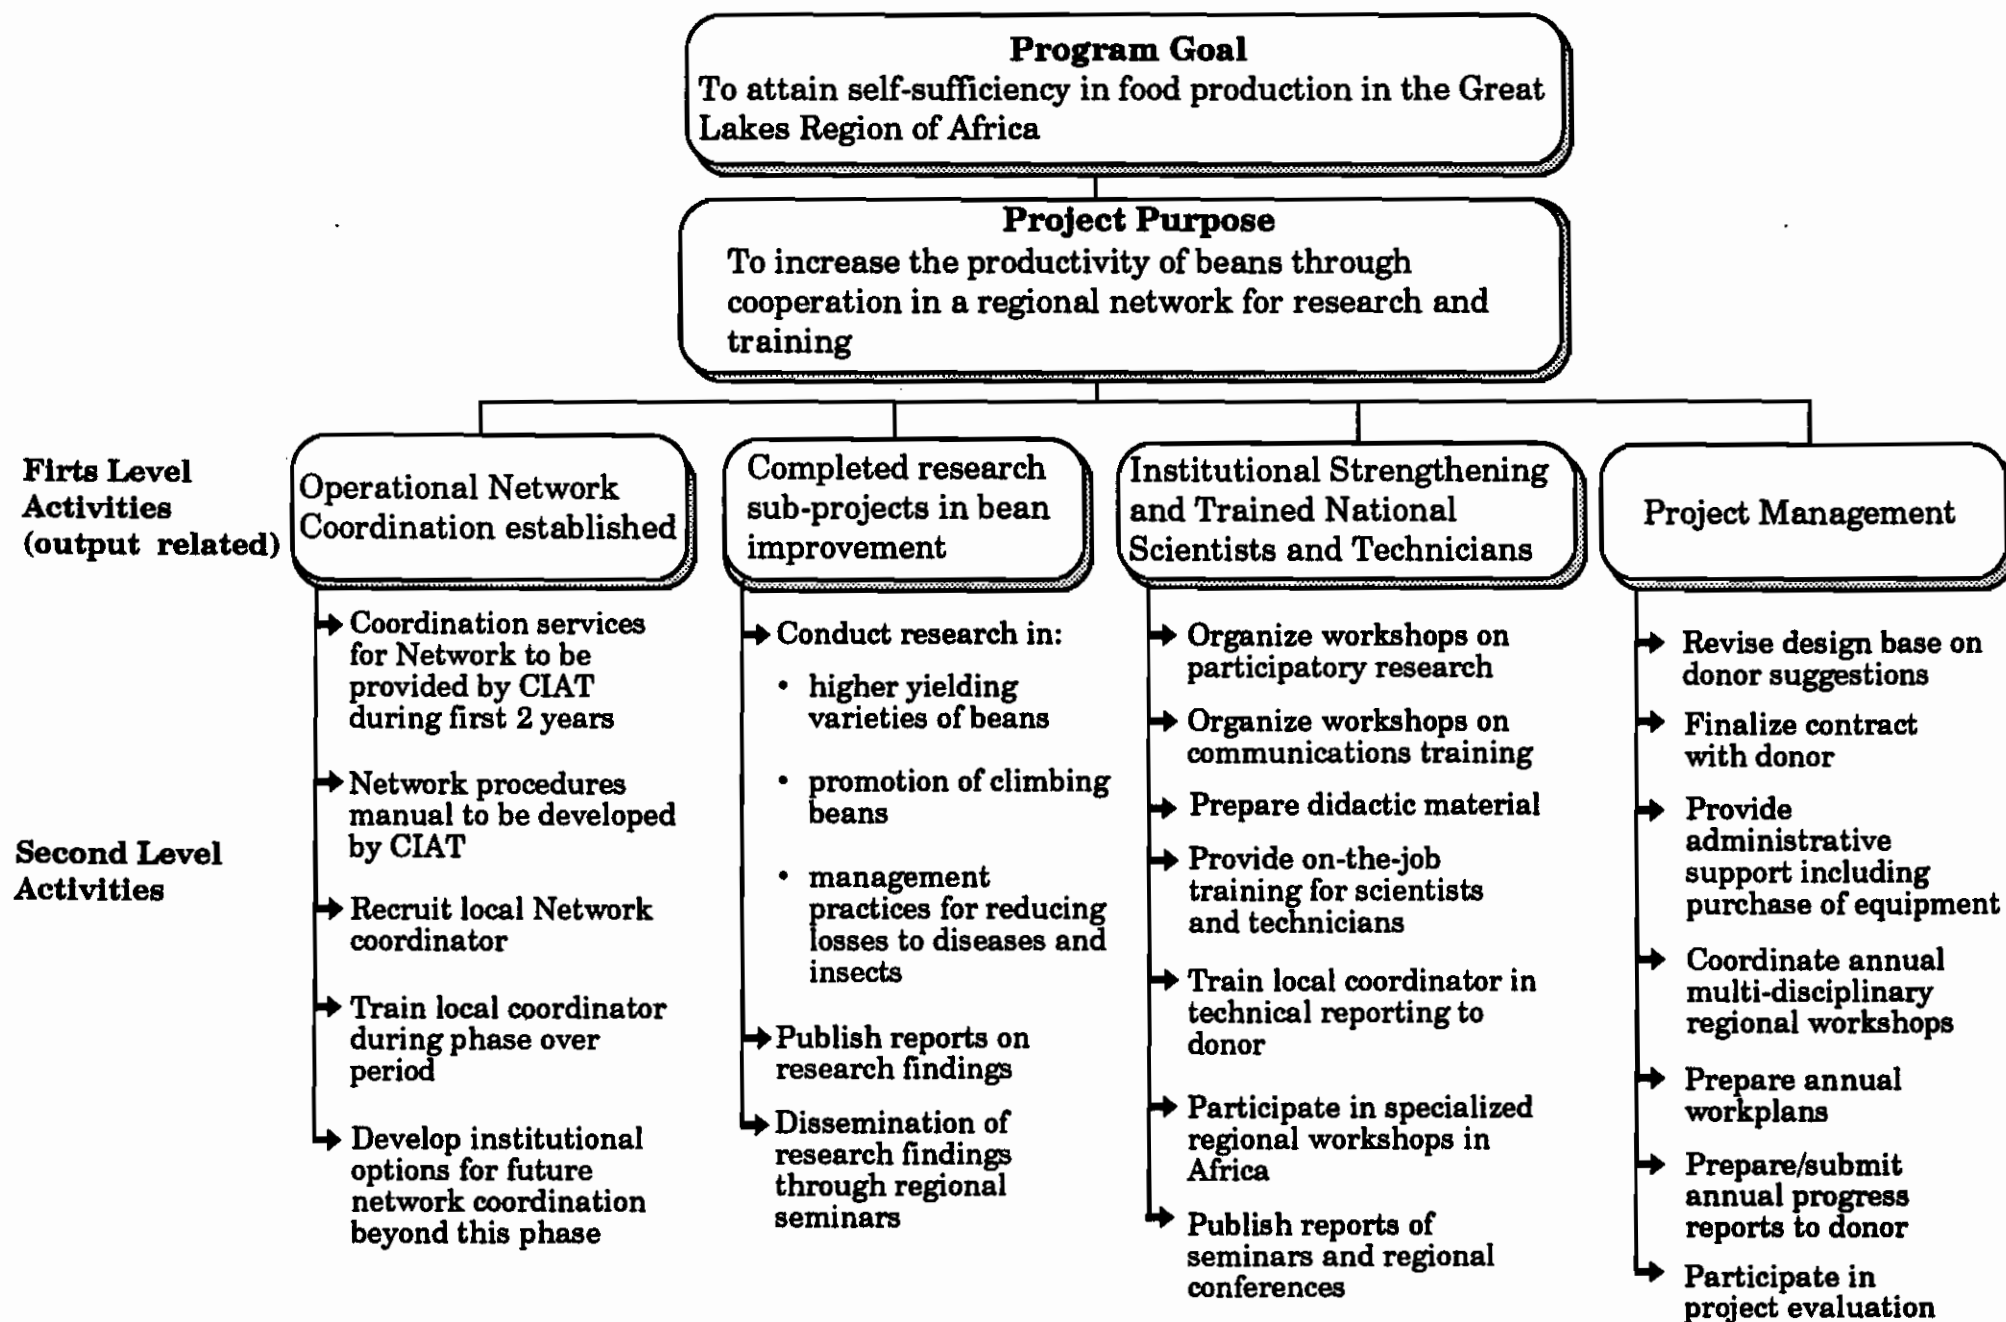 Program Goal
To attain self-sufficiency in food production in the Great
Lakes Region of Africa
Project Purpose
To increase the productivity of beans through
cooperation in a regional network for research and
training
Firts Level
Activities
(output related)
Operational Network
Coordination established
Completed research
sub-projects in bean
improvement
Institutional Strengthening
and Trained National
Scientists and Technicians
Project Management
Second Level
Activities
Coordination services
for Network to be
provided by CIAT
during first 2 years
Network procedures
manual to be developed
by CIAT
Recruit local Network
coordinator
Train local coordinator
during phase over
period
Develop institutional
options for future
network coordination
beyond this phase
Conduct research in:
• higher yielding
varieties of beans
• promotion of climbing
beans
• management
practices for reducing
losses to diseases and
insects
Publish reports on
research findings
Dissemination of
research findings
through regional
seminars
Organize workshops on
participatory research
Organize workshops on
communications training
Prepare didactic material
Provide on-the-job
training for scientists
and technicians
Train local coordinator in
technical reporting to
donor
Participate in specialized
regional workshops in
Africa
Publish reports of
seminars and regional
conferences
Revise design base on
donor suggestions
Finalize contract
with donor
Provide
administrative
support including
purchase of equipment
Coordinate annual
multi-disciplinary
regional workshops
Prepare annual
workplans
Prepare/submit
annual progress
reports to donor
Participate in
project evaluation